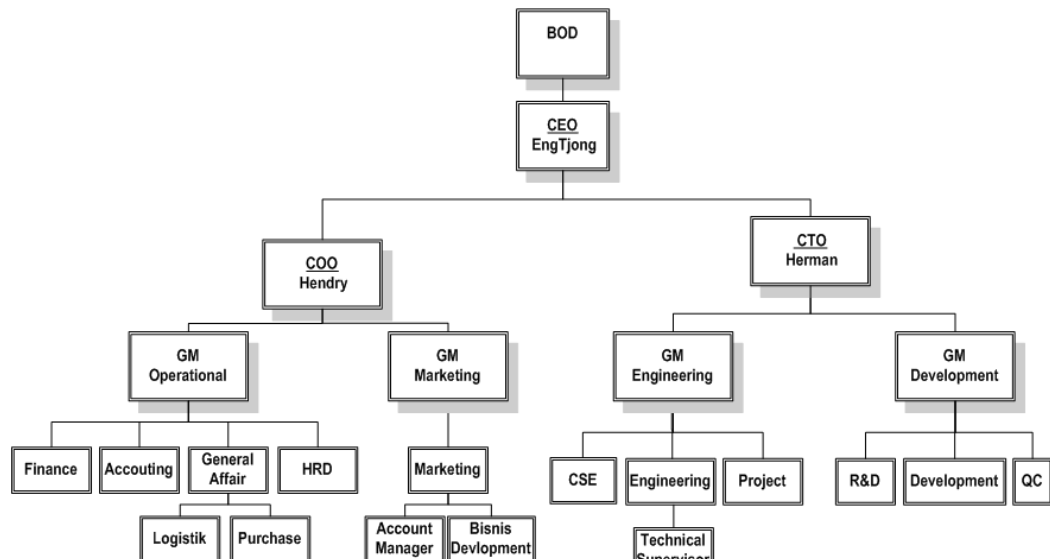 BOD
CEO
EngTjong
COO
Hendry
CTO
Herman
GM
Operational
GM
Marketing
GM
Engineering
GM
Development
Finance
Accouting
General
Affair
HRD
Marketing
CSE
Engineering
Project
R&D
Development
QC
Logistik
Purchase
Account
Manager
Bisnis
Devlopment
Technical
Supervisor